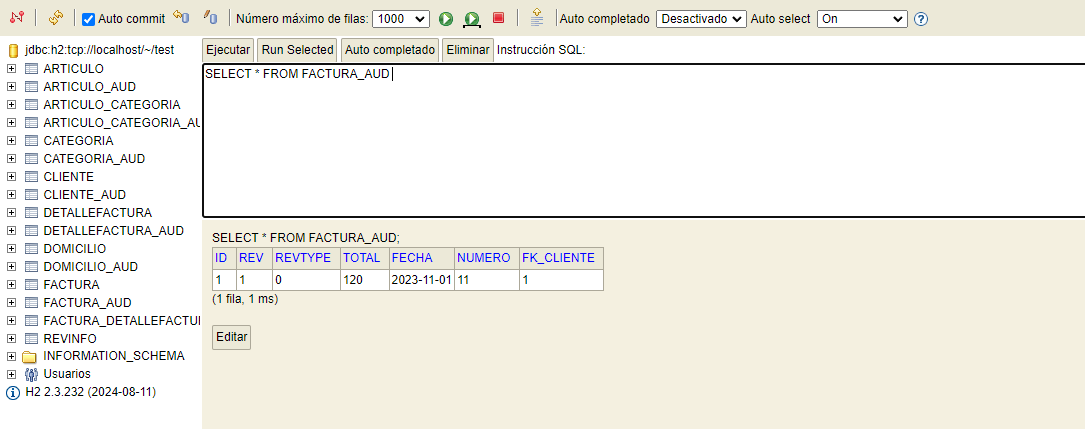 Auto commit Número máximo de filas: 1000 Auto completado Desactivado Auto select On ?
jdbc:h2:tcp://localhost/~/test
ARTICULO
ARTICULO_AUD
ARTICULO_CATEGORIA
ARTICULO_CATEGORIA_AU
CATEGORIA
CATEGORIA_AUD
CLIENTE
CLIENTE_AUD
DETALLEFACTURA
DETALLEFACTURA_AUD
DOMICILIO
DOMICILIO_AUD
FACTURA
FACTURA_AUD
FACTURA_DETALLEFACTU
REVINFO
INFORMATION_SCHEMA
Usuarios
H2 2.3.232 (2024-08-11)
Ejecutar Run Selected Auto completado Eliminar Instrucción SQL:
SELECT * FROM FACTURA_AUD
SELECT * FROM FACTURA_AUD;
ID REV REVTYPE TOTAL FECHA NUMERO FK_CLIENTE
1 1 0 120 2023-11-01 11 1
(1 fila, 1 ms)
Editar